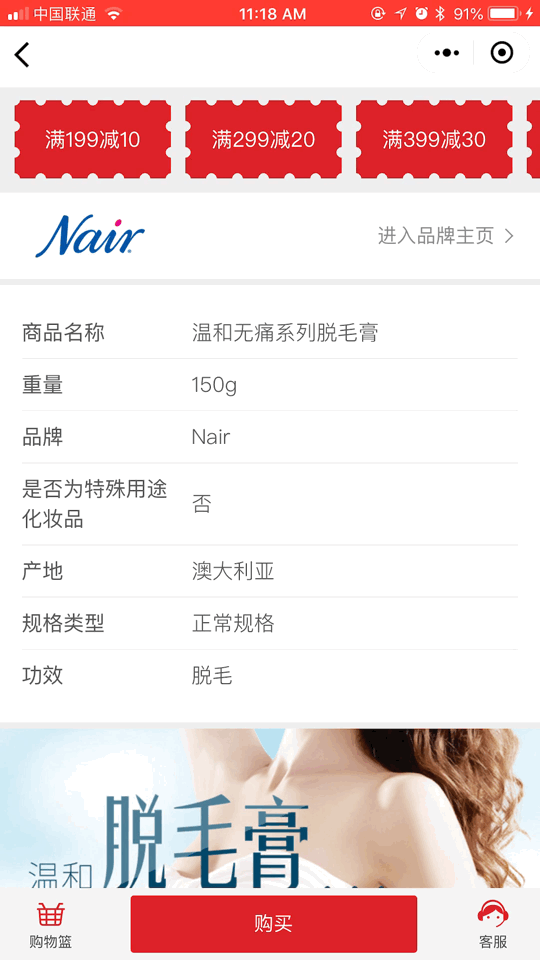 中国联通
11:18 AM
91%
满199减10
满299减20
满399减30
Nair
进入品牌主页
商品名称
温和无痛系列脱毛膏
重量
150g
品牌
Nair
是否为特殊用途
化妆品
否
产地
澳大利亚
规格类型
正常规格
功效
脱毛
温和脱毛膏
购物篮
购买
客服